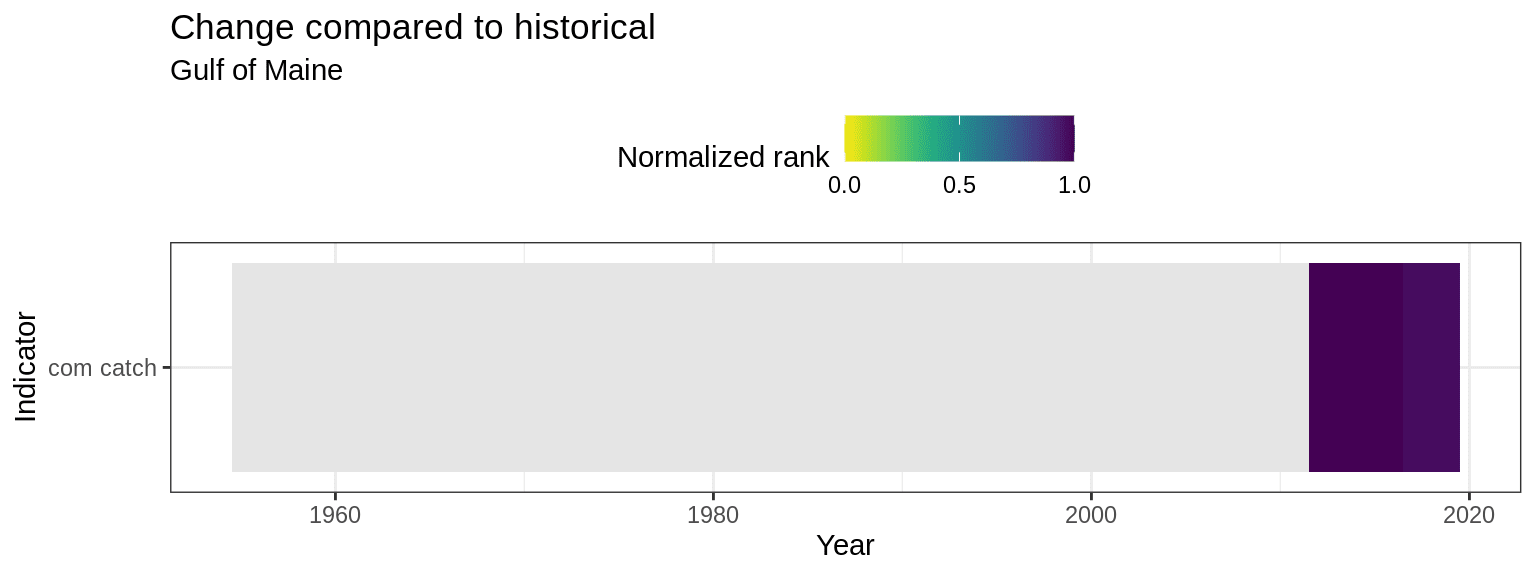 Change compared to historical
Gulf of Maine
Normalized rank
0.0 0.5 1.0
Indicator
com catch
1960 1980 2000 2020
Year